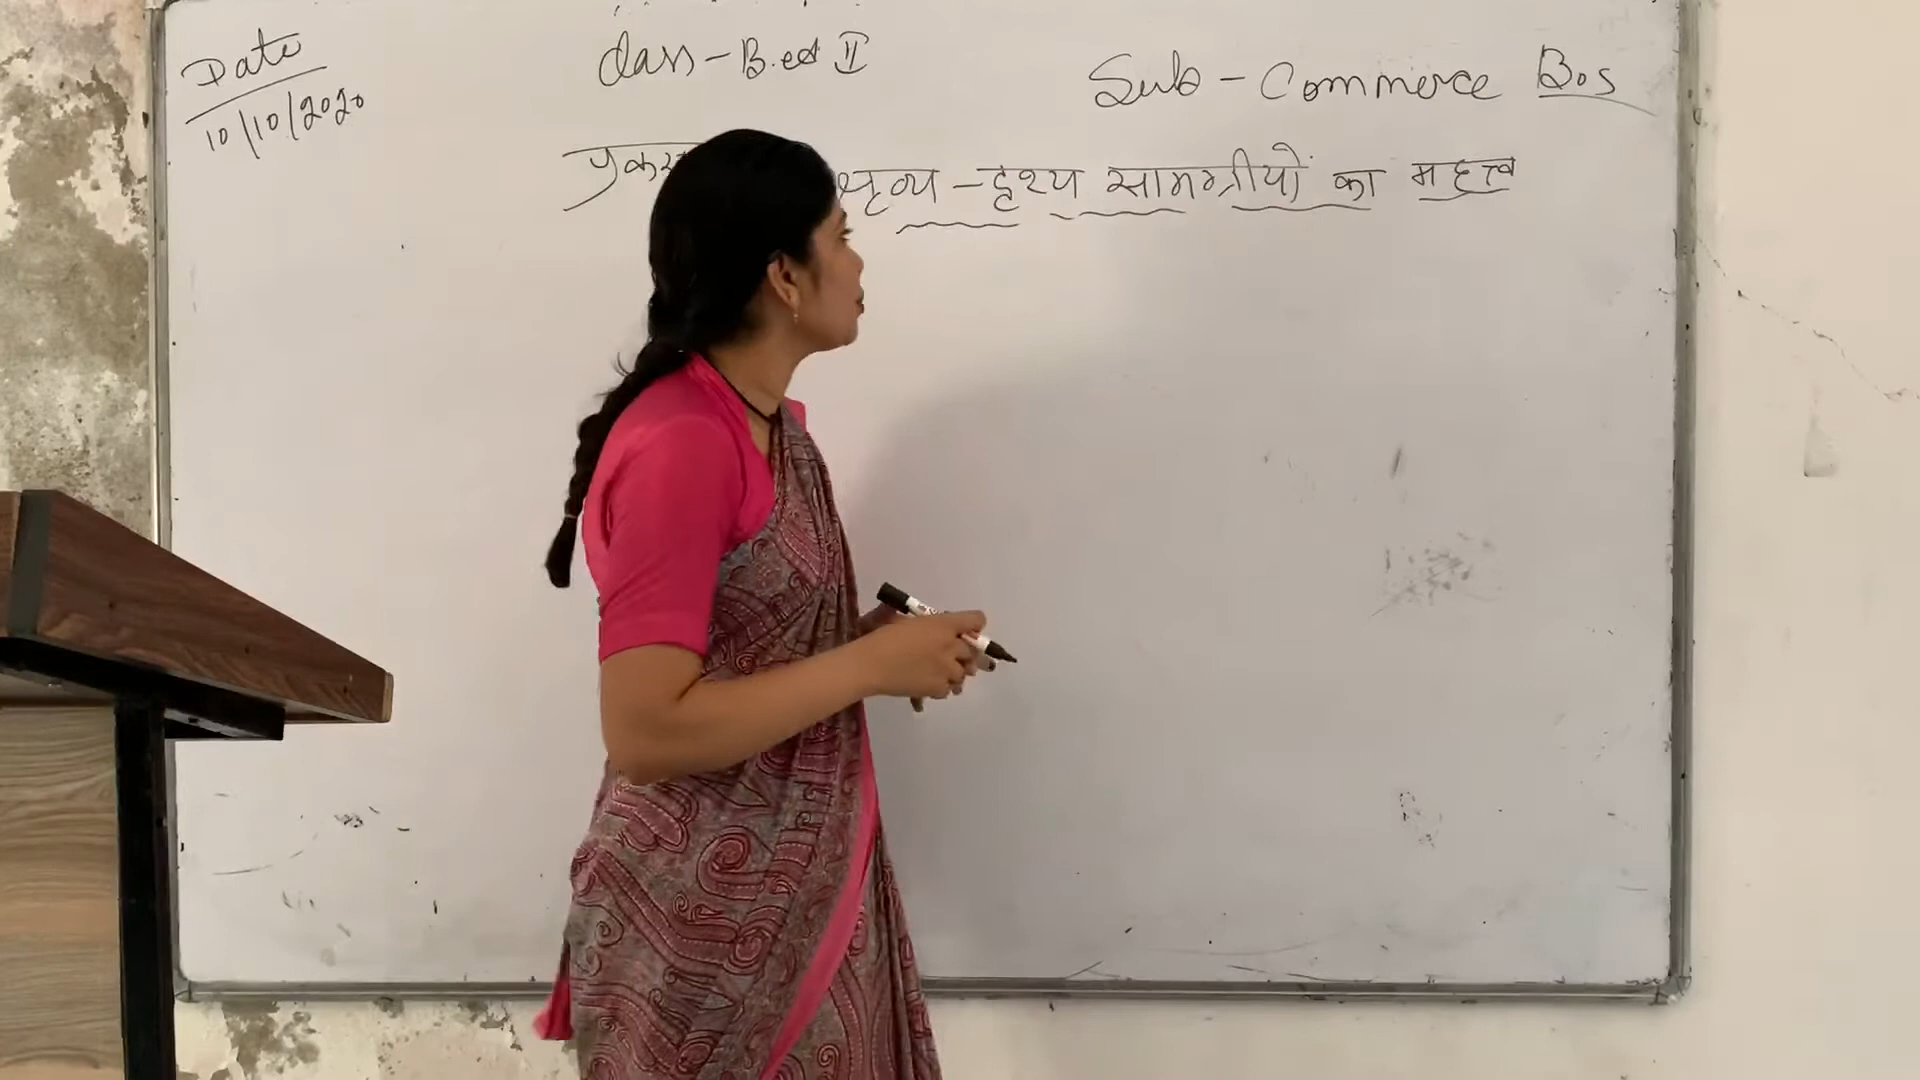 Date
10/10/2020
Class - B.ed II
Sub - Commerce Bos
श्रृव्य - दृश्य सामग्रीयों का महत्त्व